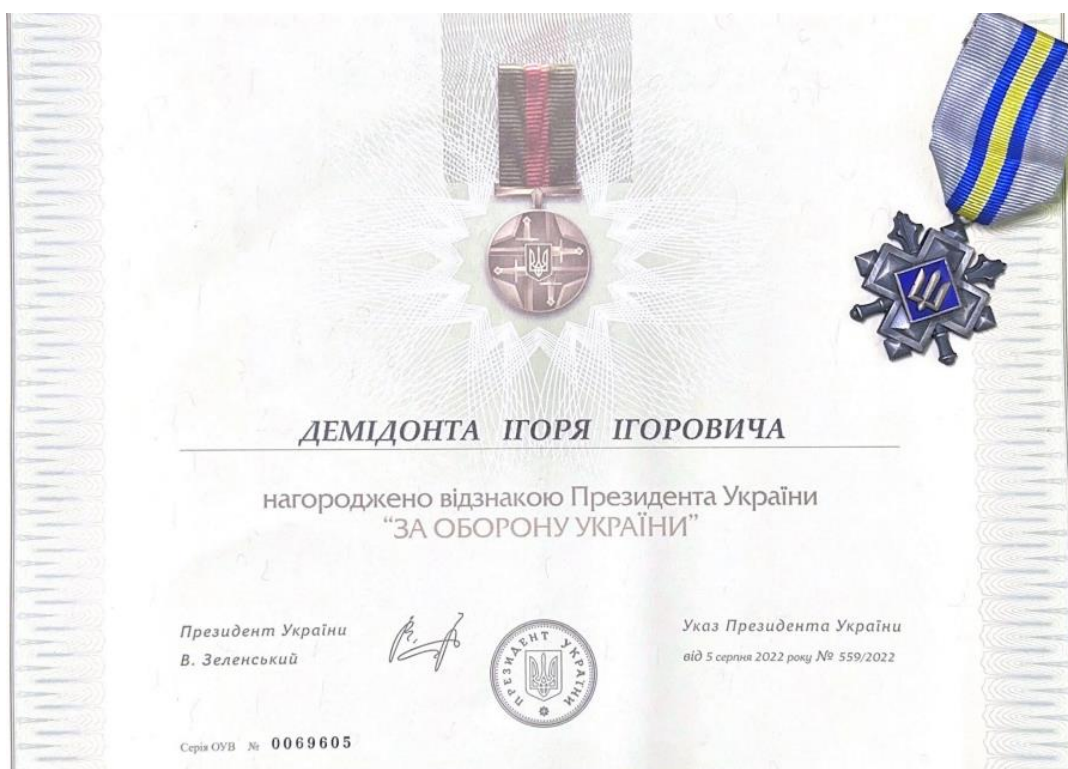 ДЕМІДОНТА ІГОРЯ ІГОРОВИЧА
нагороджено відзнакою Президента України
“ЗА ОБОРОНУ УКРАЇНИ”
Президент України
В. Зеленський
ПРЕЗИДЕНТ УКРАЇНИ
Указ Президента України
від 5 серпня 2022 року № 559/2022
Серія ОУВ № 0069605